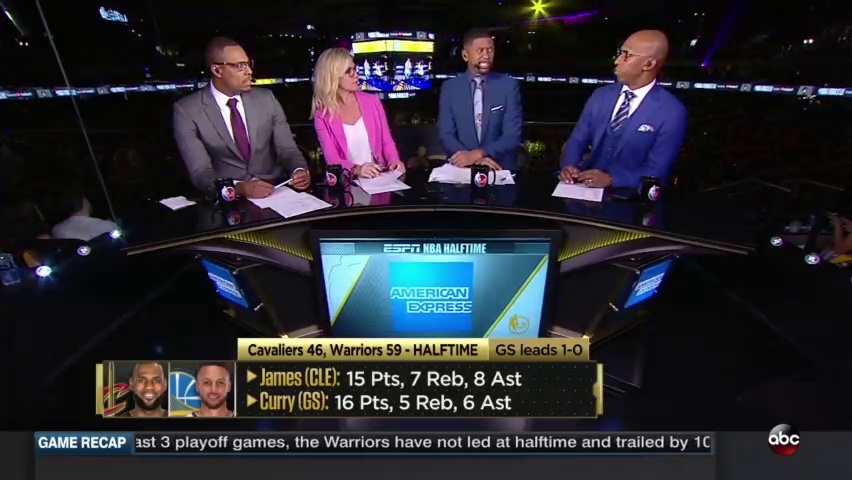 ESPN NBA HALFTIME
AMERICAN
EXPRESS
Cavaliers 46, Warriors 59 - HALFTIME GS leads 1-0
James (CLE): 15 Pts, 7 Reb, 8 Ast
Curry (GS): 16 Pts, 5 Reb, 6 Ast
GAME RECAP ast 3 playoff games, the Warriors have not led at halftime and trailed by 10
abc